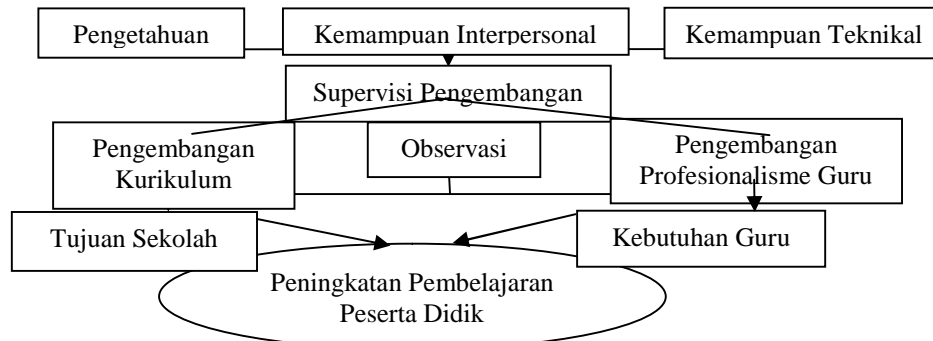 Pengetahuan
Kemampuan Interpersonal
Kemampuan Teknikal
Supervisi Pengembangan
Pengembangan
Kurikulum
Observasi
Pengembangan
Profesionalisme Guru
Tujuan Sekolah
Kebutuhan Guru
Peningkatan Pembelajaran
Peserta Didik